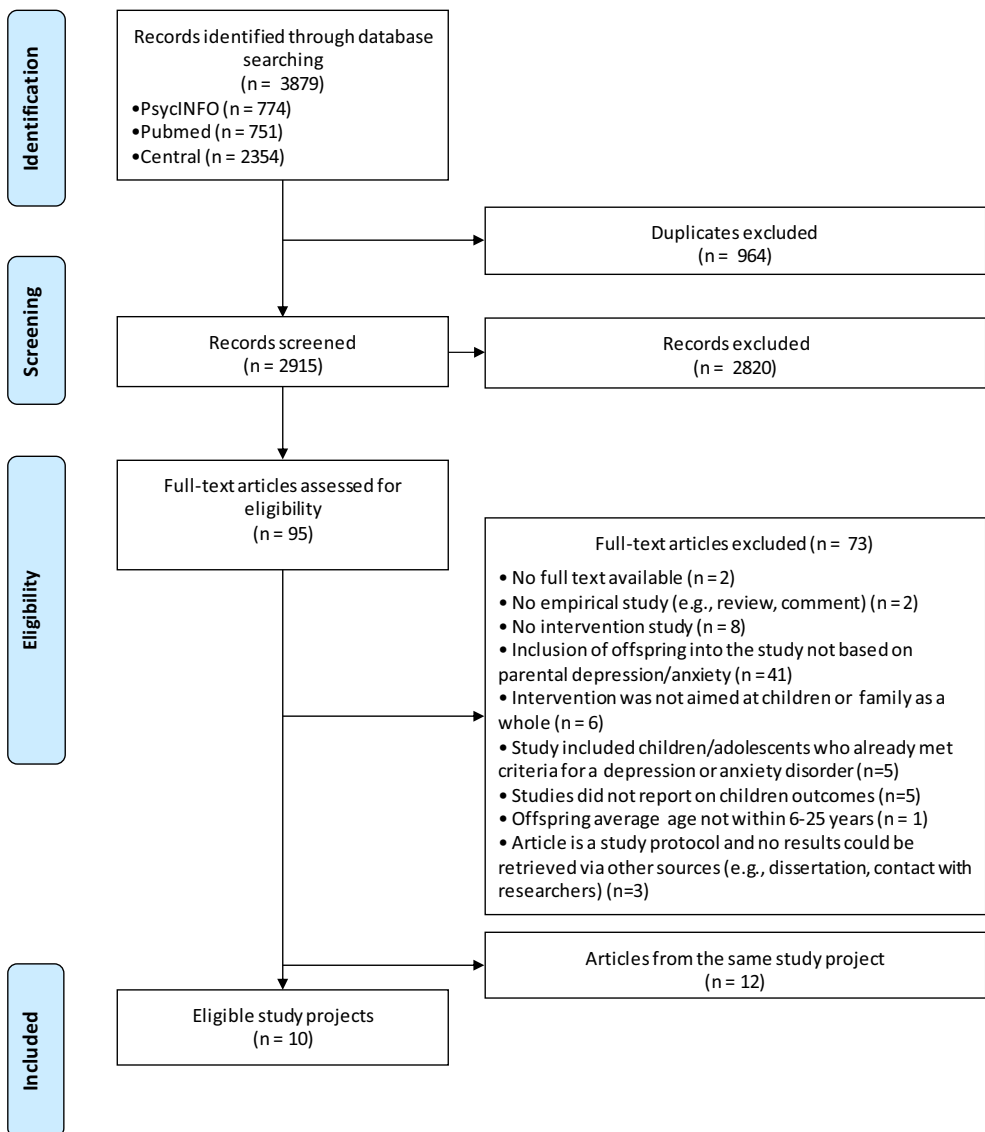 Identification
Records identified through database
searching
(n = 3879)
•PsycINFO (n = 774)
•Pubmed (n = 751)
•Central (n = 2354)
Duplicates excluded
(n = 964)
Screening
Records screened
(n = 2915)
Records excluded
(n = 2820)
Eligibility
Full-text articles assessed for
eligibility
(n = 95)
Full-text articles excluded (n = 73)
• No full text available (n = 2)
• No empirical study (e.g., review, comment) (n = 2)
• No intervention study (n = 8)
• Inclusion of offspring into the study not based on
parental depression/anxiety (n = 41)
• Intervention was not aimed at children or family as a
whole (n = 6)
• Study included children/adolescents who already met
criteria for a depression or anxiety disorder (n=5)
• Studies did not report on children outcomes (n=5)
• Offspring average age not within 6-25 years (n = 1)
• Article is a study protocol and no results could be
retrieved via other sources (e.g., dissertation, contact with
researchers) (n=3)
Articles from the same study project
(n = 12)
Included
Eligible study projects
(n = 10)